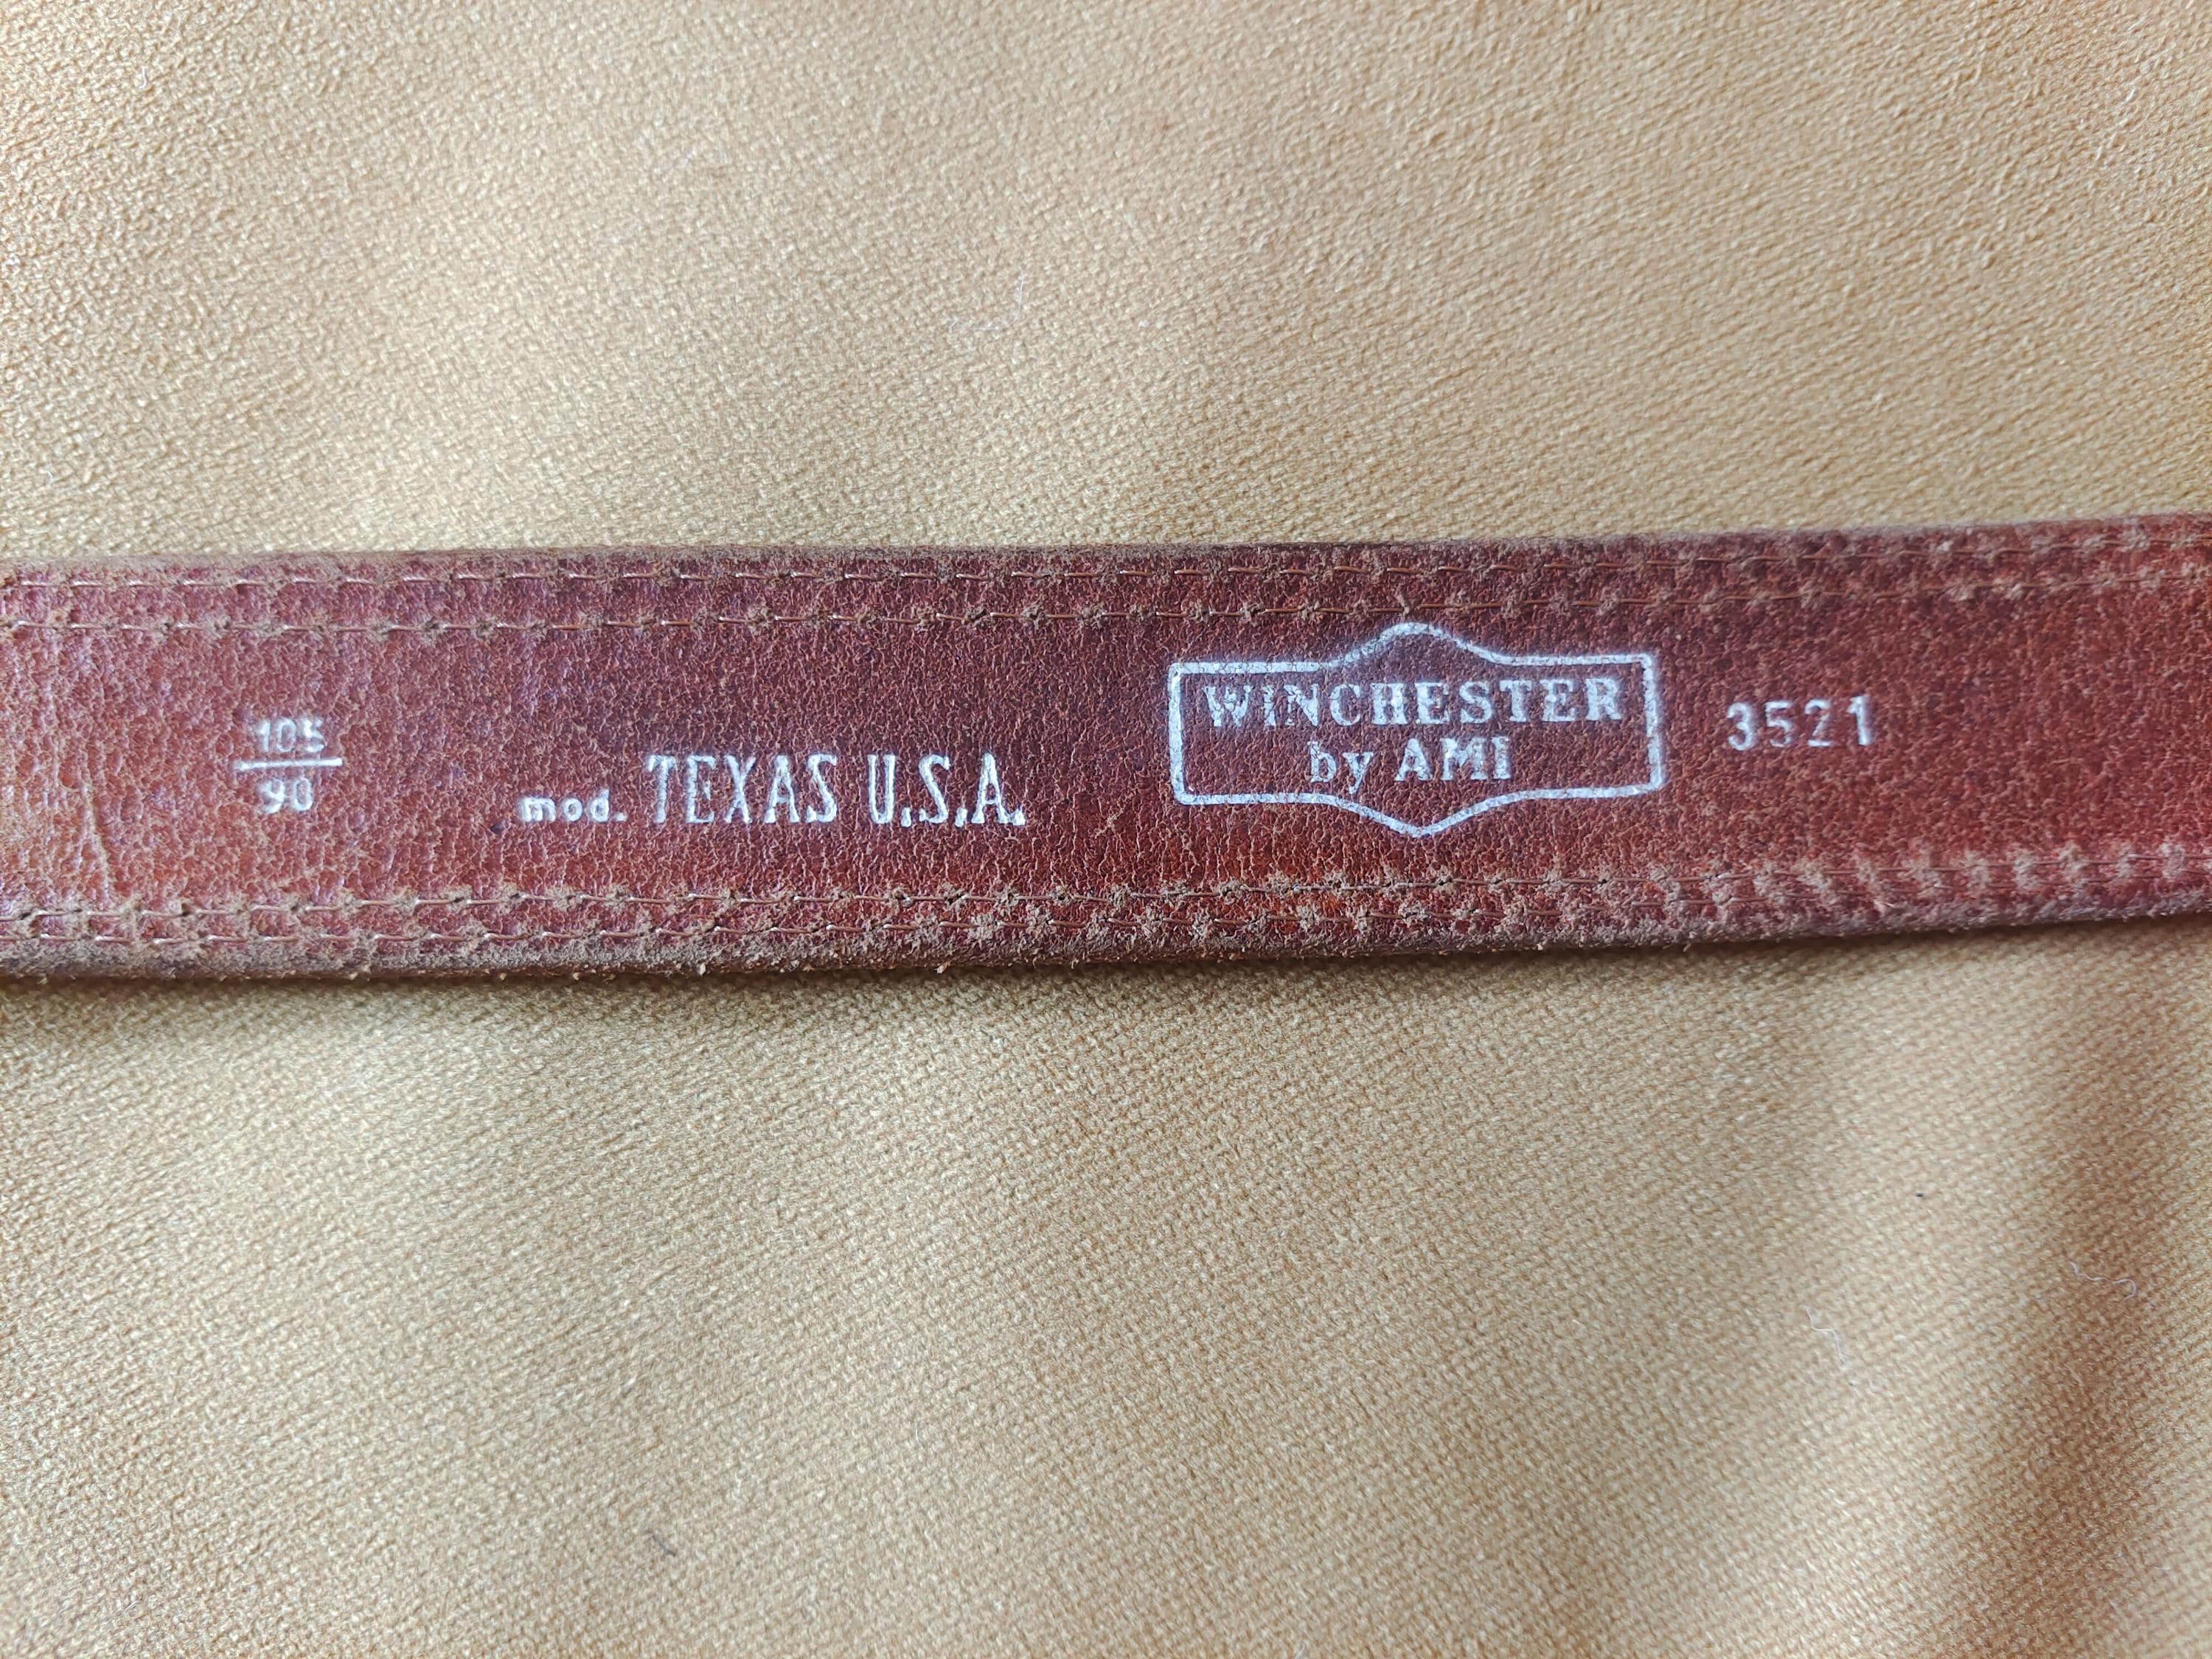 105
90
mod. TEXAS U.S.A.
WINCHESTER
by AMI
3521